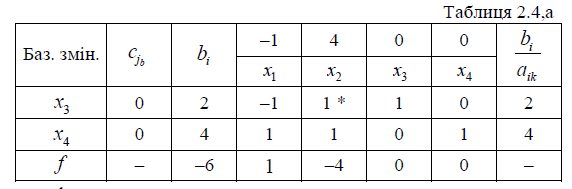 Таблиця 2.4,а
Баз. змін. c_{j_b} b_i –1 4 0 0 b_i / a_{ik}
x_1 x_2 x_3 x_4
x_3 0 2 –1 1 * 1 0 2
x_4 0 4 1 1 0 1 4
f – –6 1 –4 0 0 –